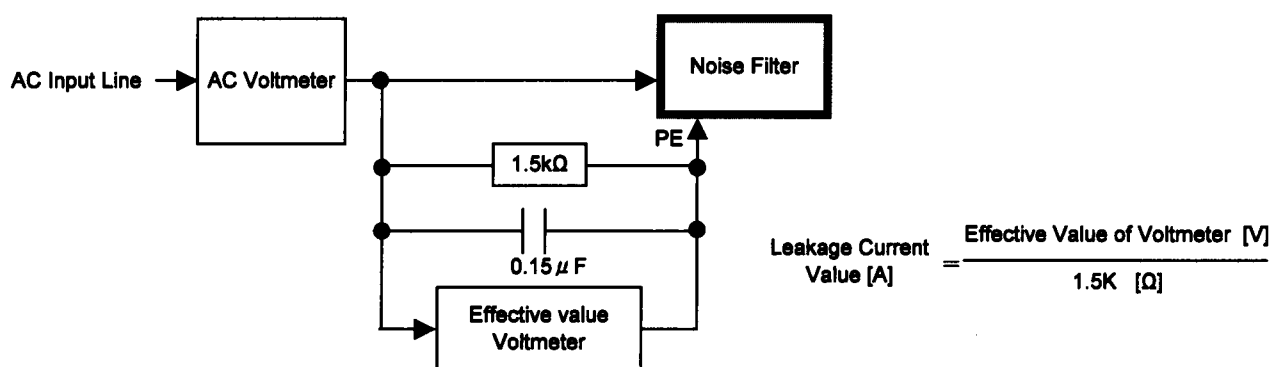 AC Input Line
AC Voltmeter
Noise Filter
PE
1.5kΩ
0.15μF
Effective value
Voltmeter
Leakage Current
Value [A]
=
Effective Value of Voltmeter [V]
1.5K [Ω]